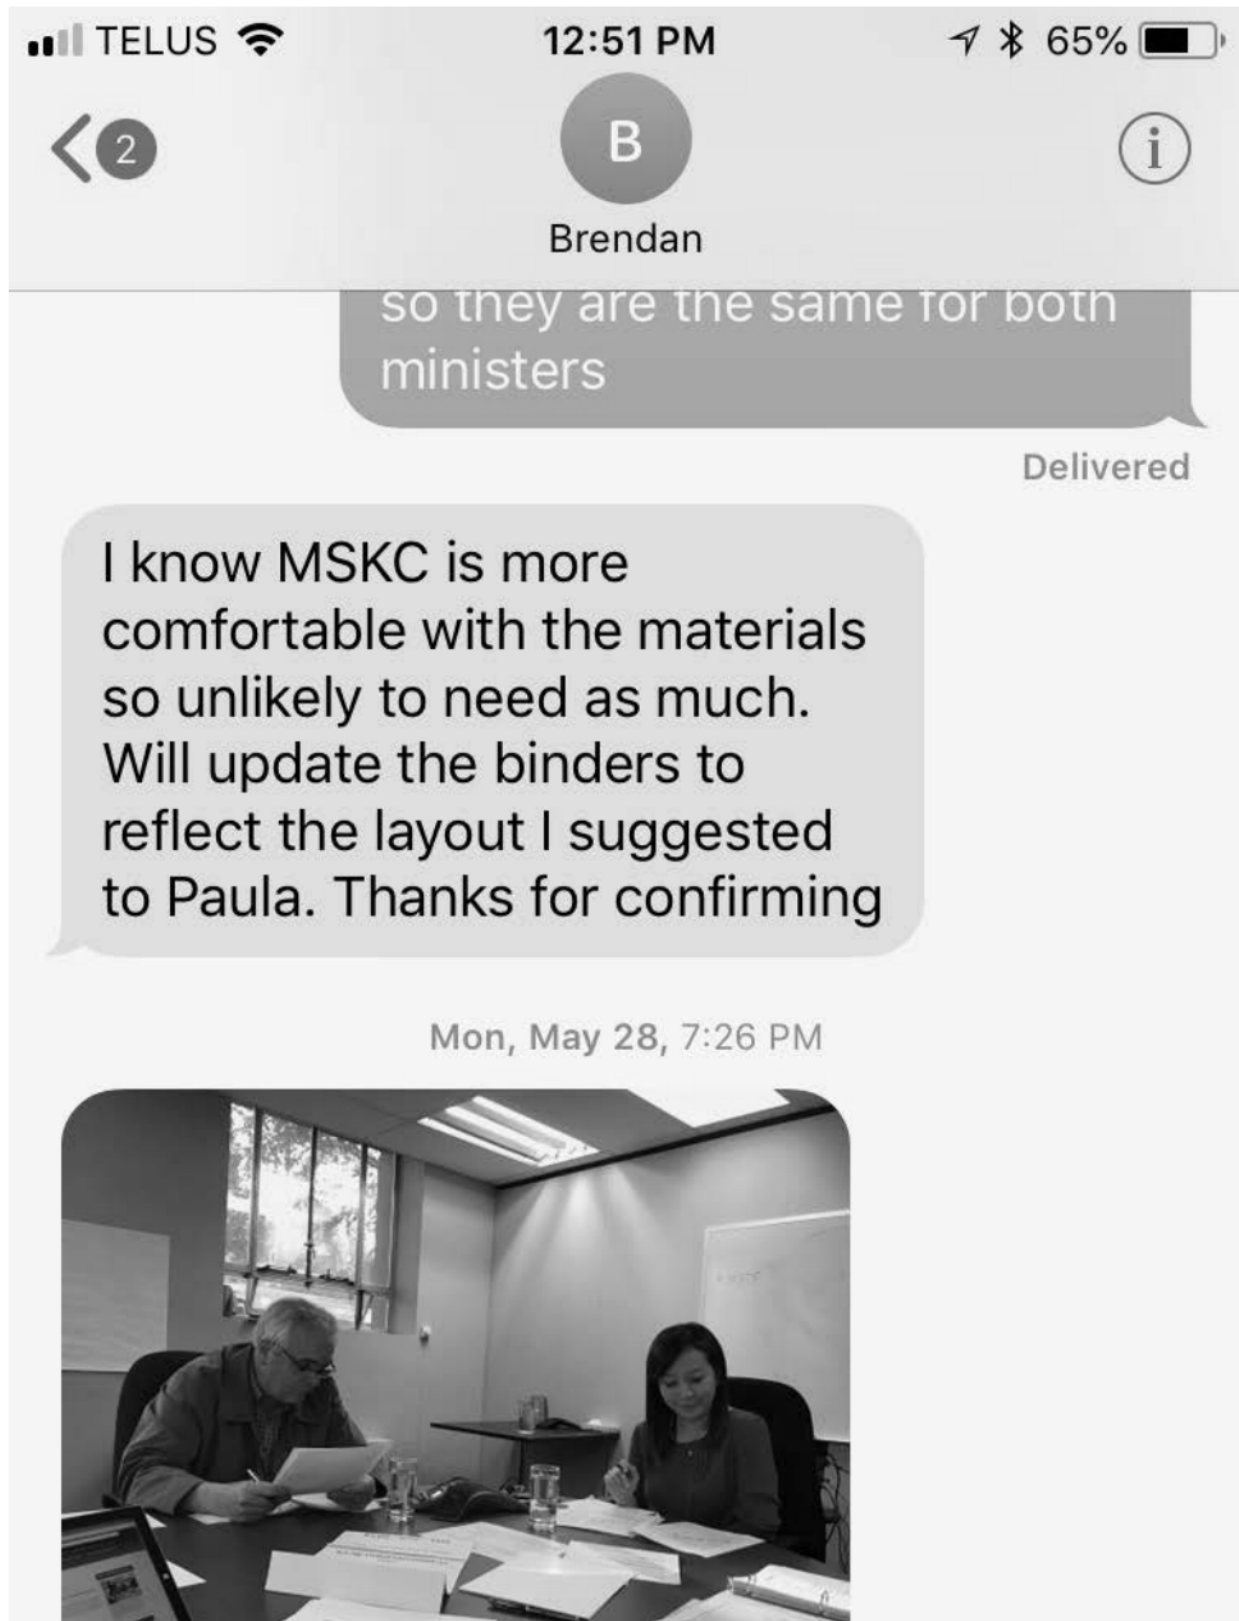 TELUS 12:51 PM 65%
2 B i
Brendan
so they are the same for both
ministers
Delivered
I know MSKC is more
comfortable with the materials
so unlikely to need as much.
Will update the binders to
reflect the layout I suggested
to Paula. Thanks for confirming
Mon, May 28, 7:26 PM